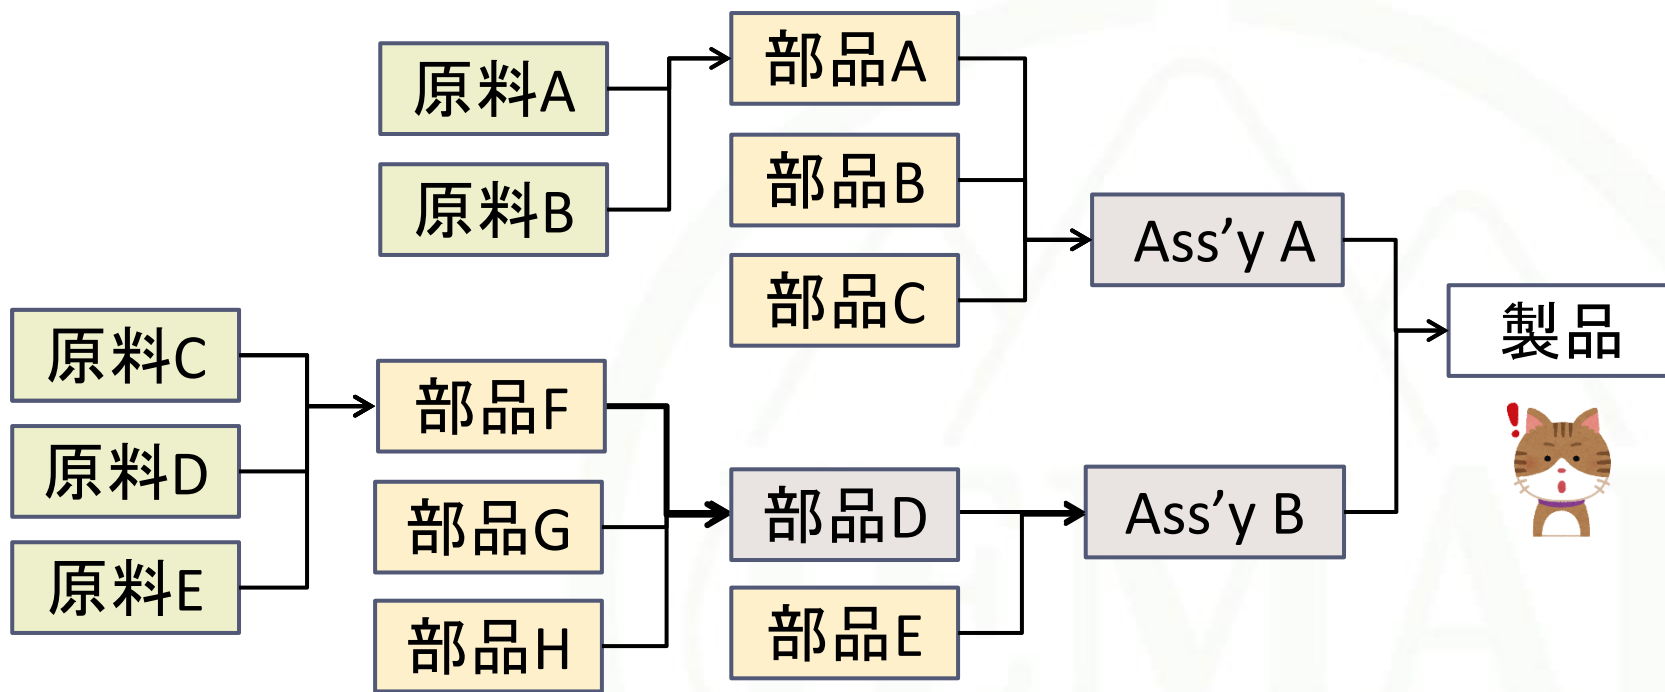 原料A
原料B
部品A
部品B
部品C
Ass’y A
原料C
原料D
原料E
部品F
部品G
部品H
部品D
部品E
Ass’y B
製品